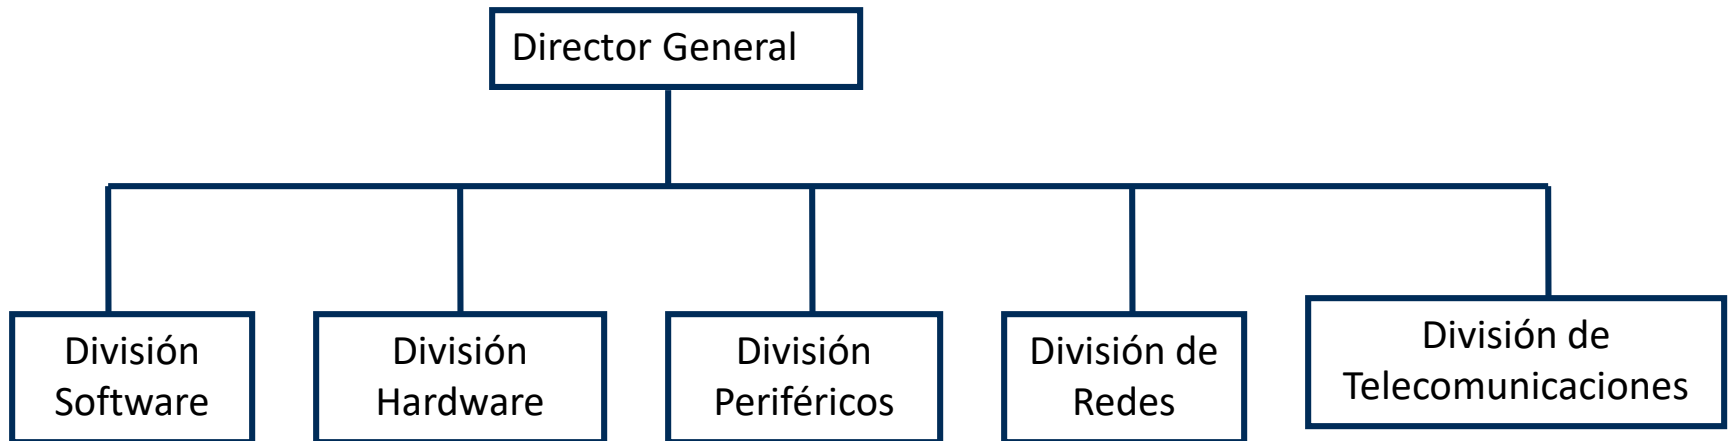 Director General
División
Software
División
Hardware
División
Periféricos
División de
Redes
División de
Telecomunicaciones